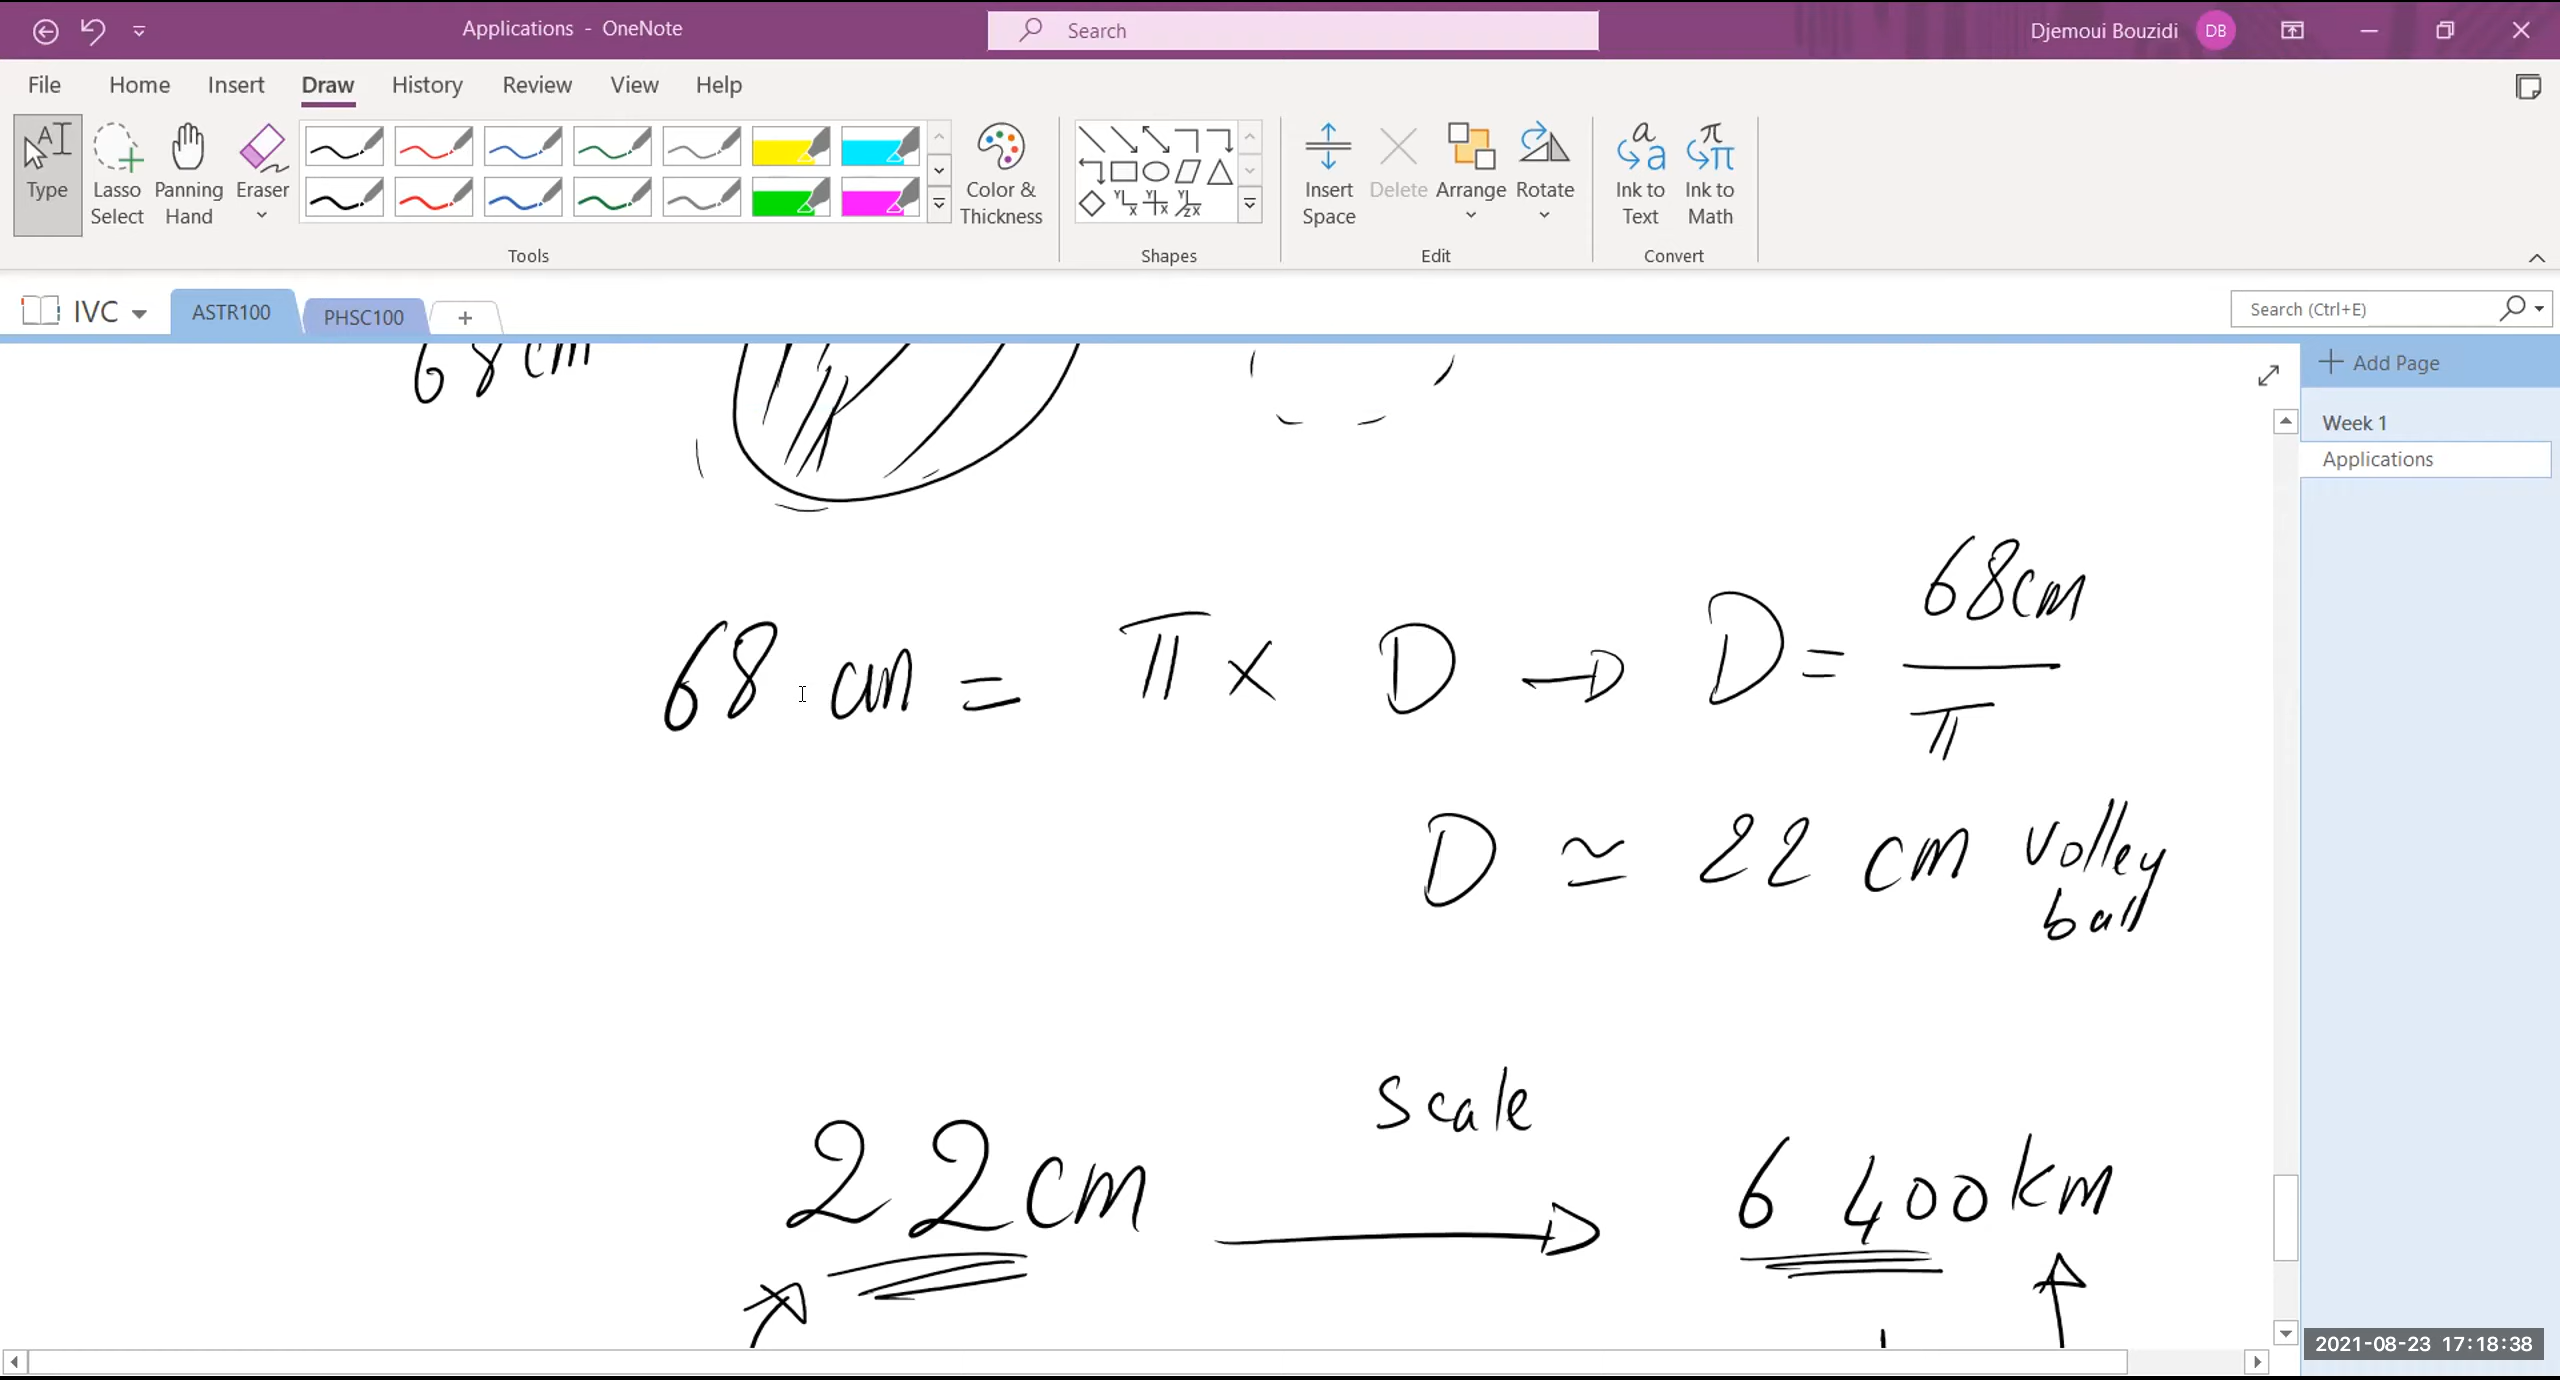 Applications - OneNote
Search
Djemoui Bouzidi DB
File Home Insert Draw History Review View Help
Type
Lasso Select
Panning Hand
Eraser
Color & Thickness
Insert Space
Delete
Arrange
Rotate
Ink to Text
Ink to Math
Tools
Shapes
Edit
Convert
IVC
ASTR100
PHSC100
+
Search (Ctrl+E)
Add Page
Week 1
Applications
68 cm
68 cm = π × D → D = 68cm / π
D ≃ 22 cm volley ball
scale
22cm → 6 400km
2021-08-23 17:18:38